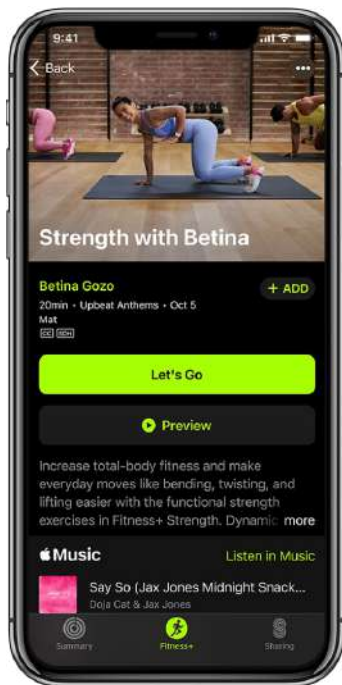 9:41
Back
Strength with Betina
Betina Gozo
+ ADD
20min • Upbeat Anthems • Oct 5
Mat
CC SDH
Let's Go
Preview
Increase total-body fitness and make
everyday moves like bending, twisting, and
lifting easier with the functional strength
exercises in Fitness+ Strength. Dynamic more
Music
Listen in Music
Say So (Jax Jones Midnight Snack...
Doja Cat & Jax Jones
Summary
Fitness+
Sharing